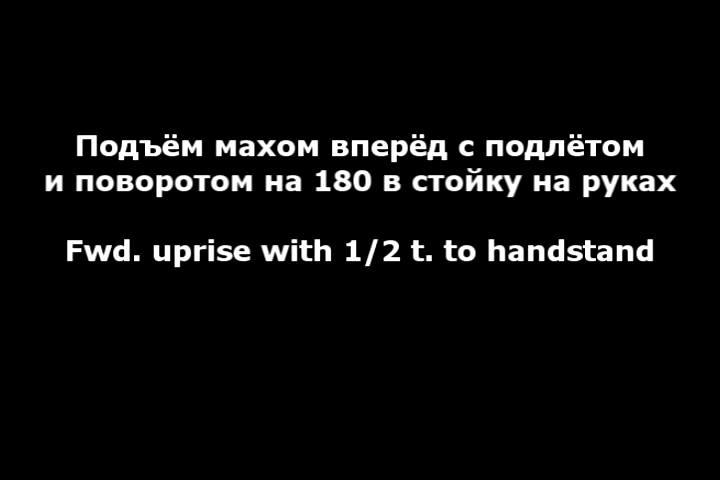 Подъём махом вперёд с подлётом
и поворотом на 180 в стойку на руках
Fwd. uprise with 1/2 t. to handstand